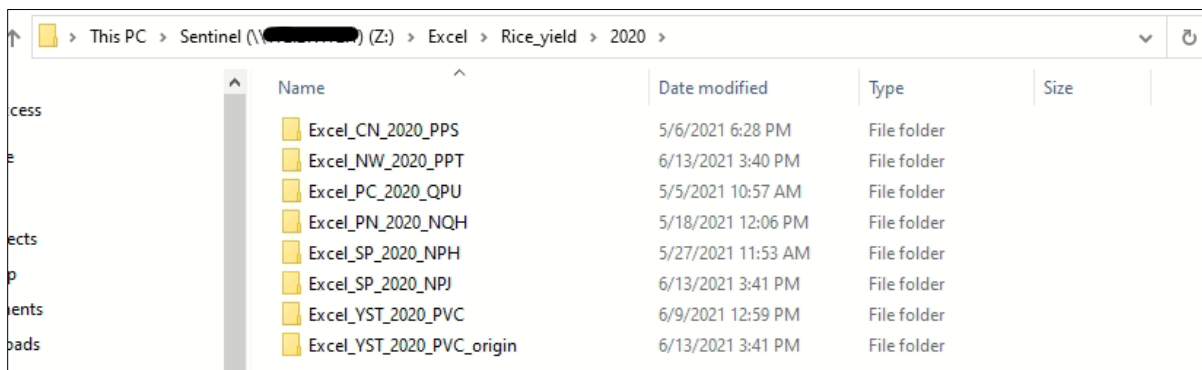 This PC > Sentinel (\\ ) (Z:) > Excel > Rice_yield > 2020 >
Name Date modified Type Size
cess
Excel_CN_2020_PPS 5/6/2021 6:28 PM File folder
e
Excel_NW_2020_PPT 6/13/2021 3:40 PM File folder
Excel_PC_2020_QPU 5/5/2021 10:57 AM File folder
Excel_PN_2020_NQH 5/18/2021 12:06 PM File folder
ects
Excel_SP_2020_NPH 5/27/2021 11:53 AM File folder
p
Excel_SP_2020_NPJ 6/13/2021 3:41 PM File folder
ents
Excel_YST_2020_PVC 6/9/2021 12:59 PM File folder
oads
Excel_YST_2020_PVC_origin 6/13/2021 3:41 PM File folder